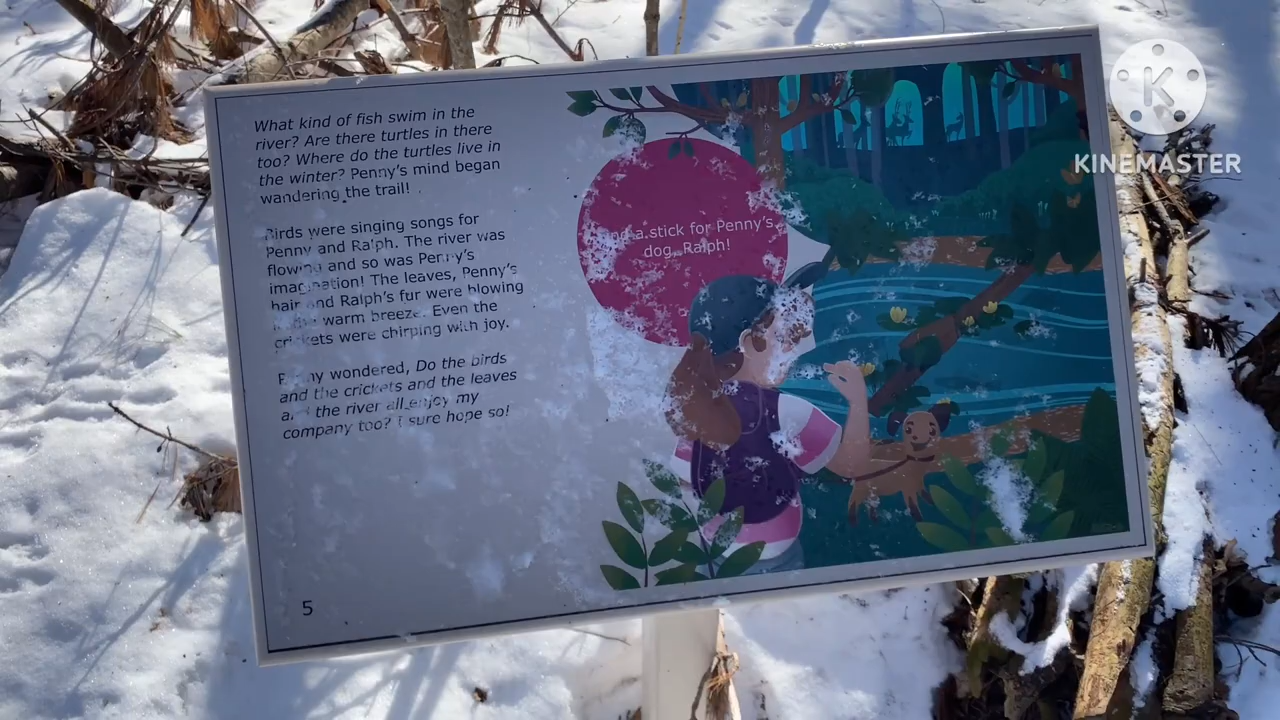 What kind of fish swim in the
river? Are there turtles in there
too? Where do the turtles live in
the winter? Penny's mind began
wandering the trail!
Birds were singing songs for
Penny and Ralph. The river was
flowing and so was Penny's
imagination! The leaves, Penny's
hair and Ralph's fur were blowing
warm breeze. Even the
crickets were chirping with joy.
Penny wondered, Do the birds
and the crickets and the leaves
and the river all enjoy my
company too? I sure hope so!
5
a stick for Penny's
dog, Ralph!
K
KINEMASTER